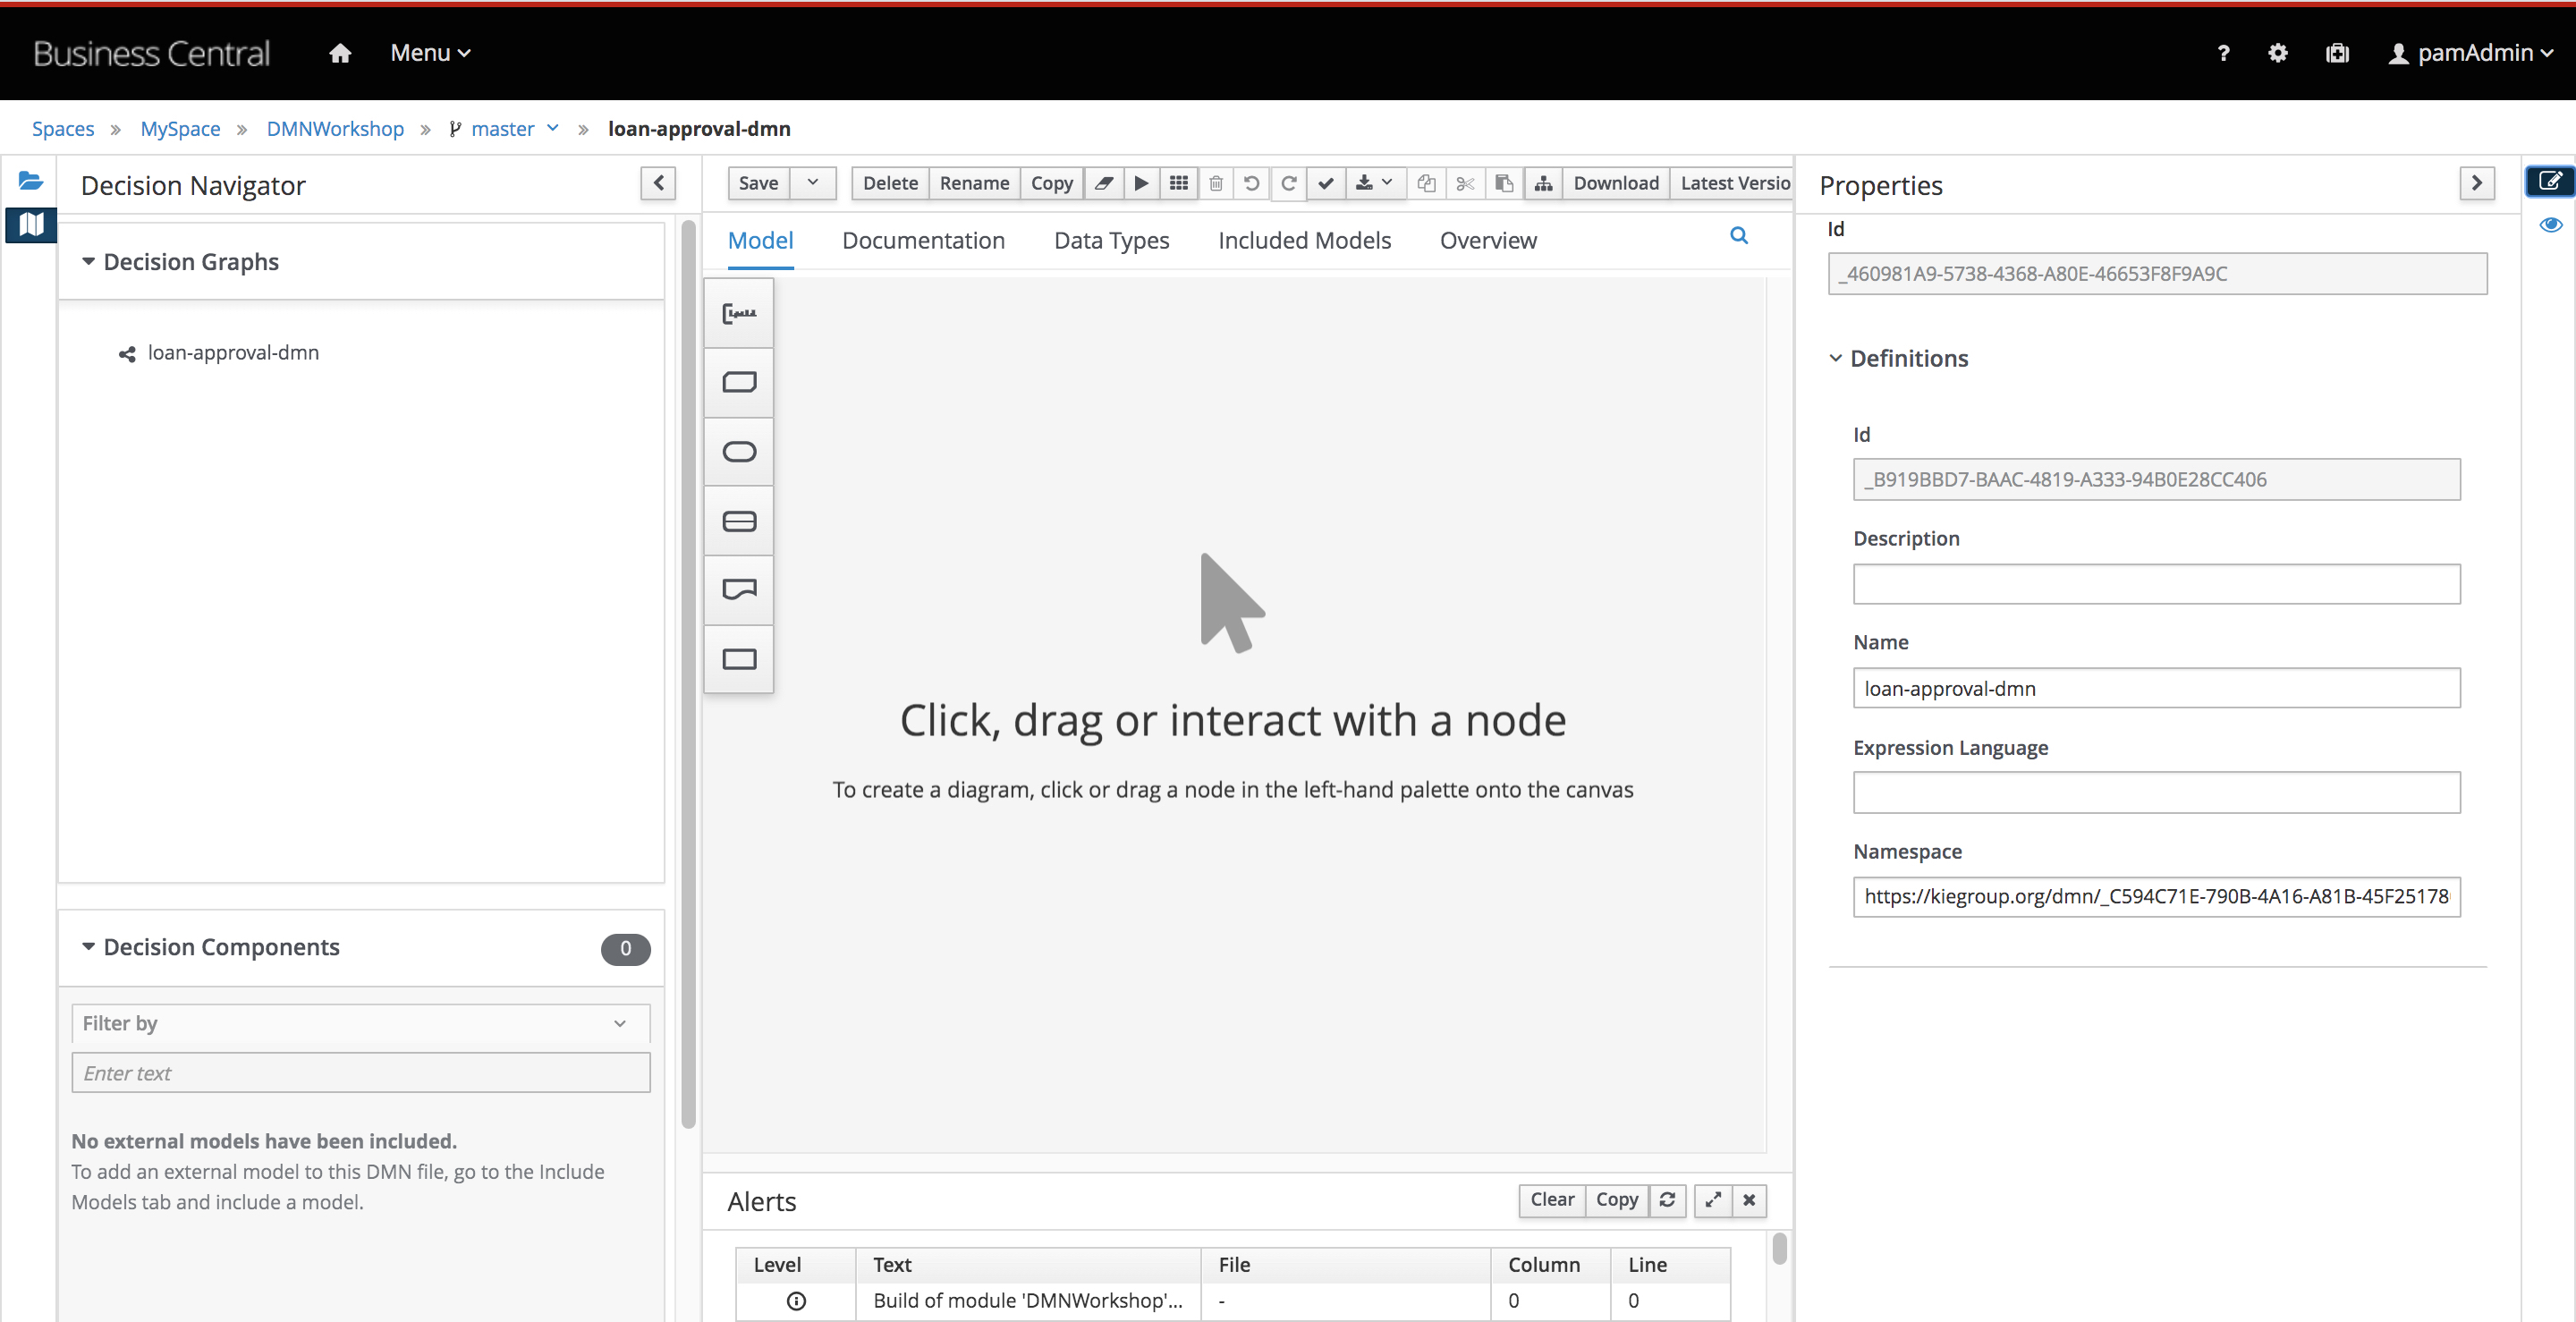 Business Central
Menu
?
pamAdmin
Spaces » MySpace » DMNWorkshop » master » loan-approval-dmn
Decision Navigator
Decision Graphs
loan-approval-dmn
Decision Components
0
Filter by
Enter text
No external models have been included.
To add an external model to this DMN file, go to the Include
Models tab and include a model.
Save
Delete
Rename
Copy
Download
Latest Versio
Model
Documentation
Data Types
Included Models
Overview
Click, drag or interact with a node
To create a diagram, click or drag a node in the left-hand palette onto the canvas
Alerts
Clear
Copy
Level Text File Column Line
Build of module 'DMNWorkshop'... - 0 0
Properties
Id
_460981A9-5738-4368-A80E-46653F8F9A9C
Definitions
Id
_B919BBD7-BAAC-4819-A333-94B0E28CC406
Description
Name
loan-approval-dmn
Expression Language
Namespace
https://kiegroup.org/dmn/_C594C71E-790B-4A16-A81B-45F25178